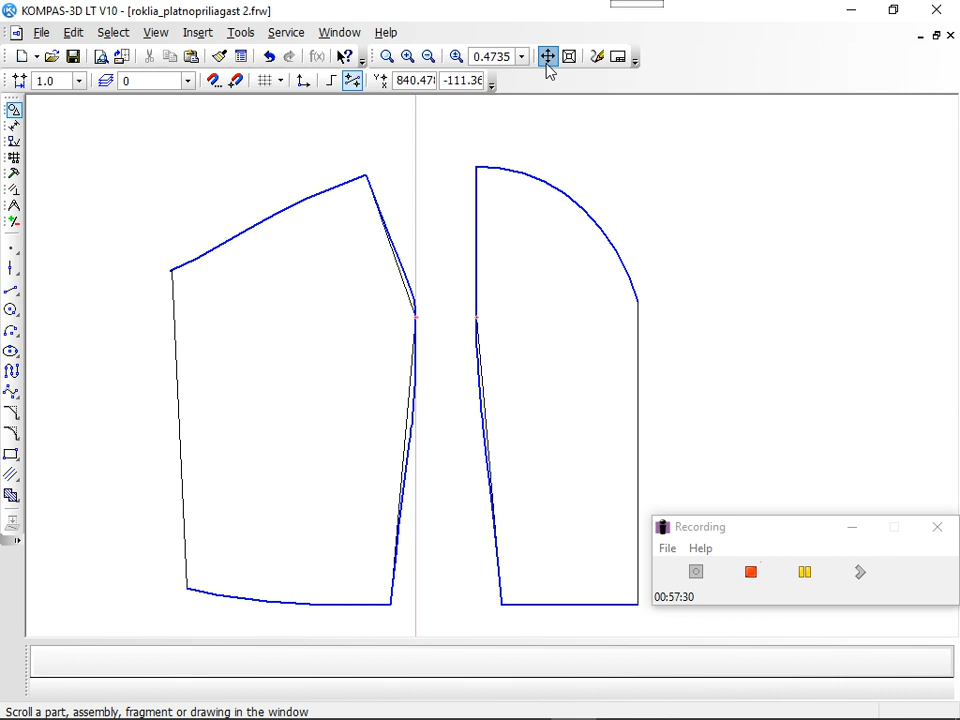 KOMPAS-3D LT V10 - [roklia_platnopriliagast 2.frw]
File Edit Select View Insert Tools Service Window Help
0.4735
1.0 0 f(x) 840.47 -111.36
Recording
File Help
00:57:30
Scroll a part, assembly, fragment or drawing in the window